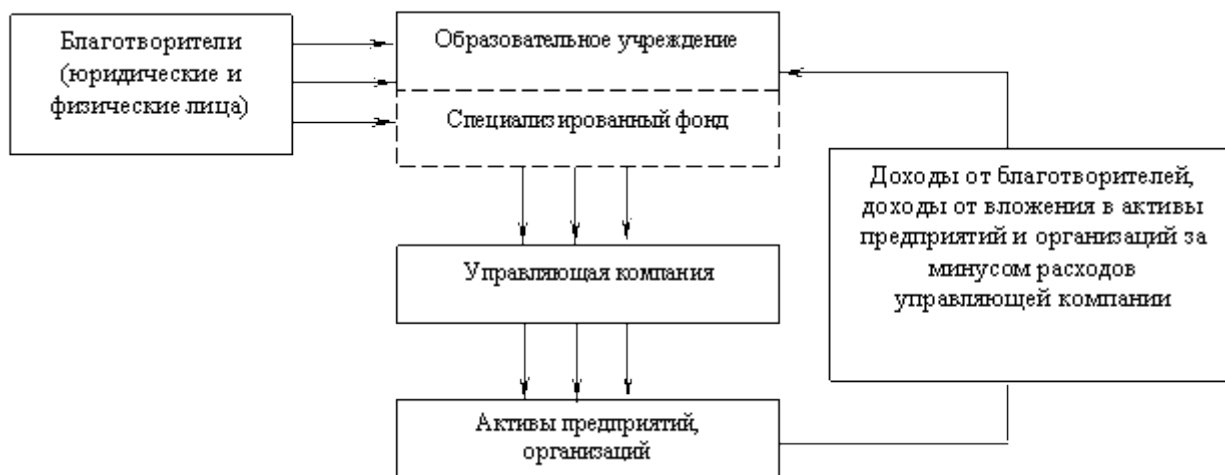 Благотворители
(юридические и
физические лица)
Образовательное учреждение
Специализированный фонд
Управляющая компания
Активы предприятий,
организаций
Доходы от благотворителей,
доходы от вложения в активы
предприятий и организаций за
минусом расходов
управляющей компании